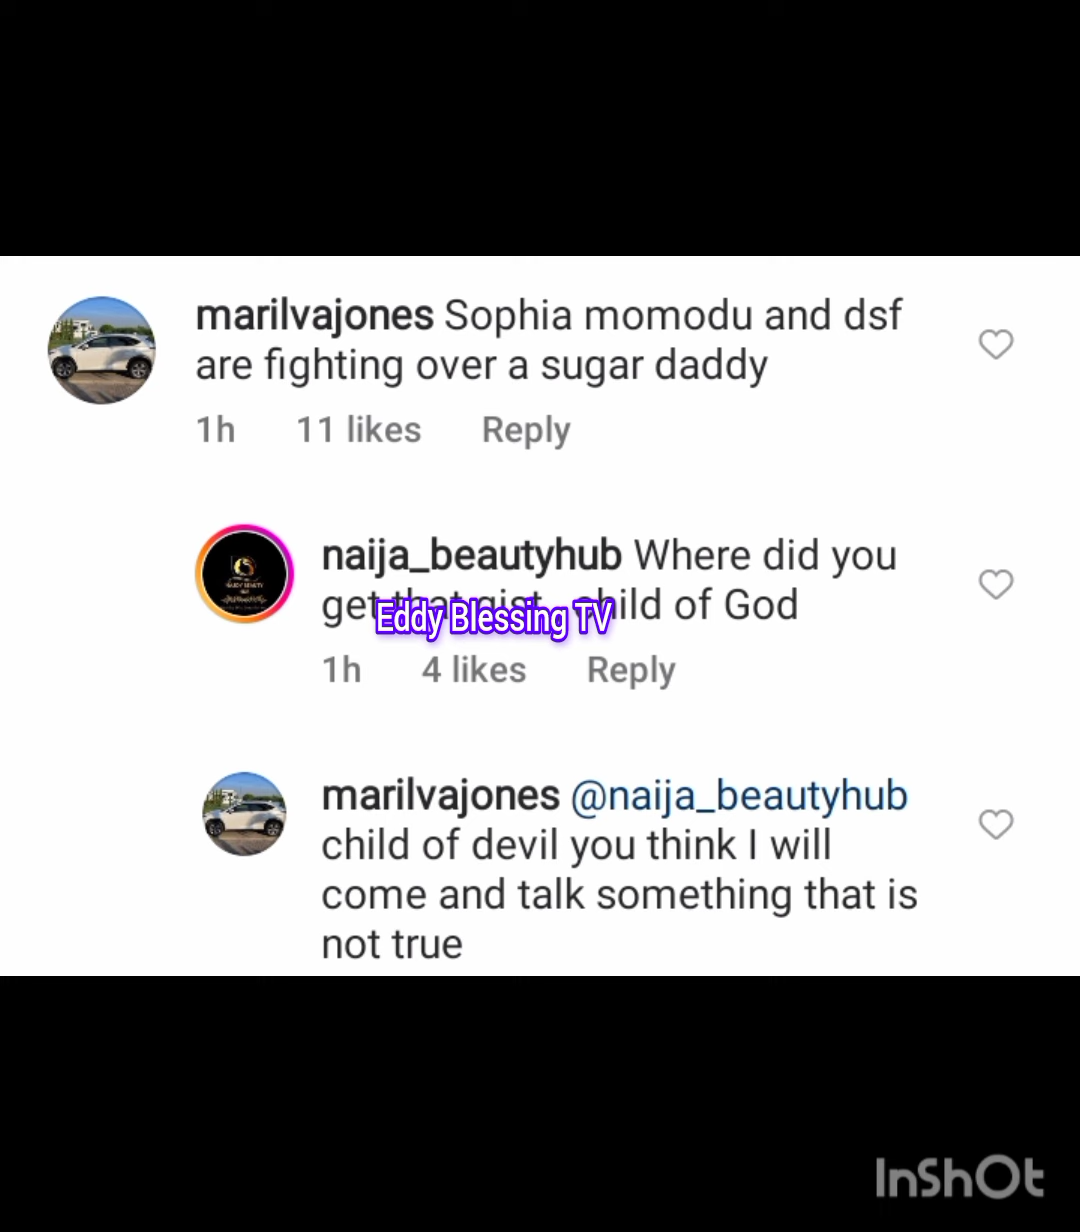 marilvajones Sophia momodu and dsf
are fighting over a sugar daddy
1h 11 likes Reply
naija_beautyhub Where did you
get that gist, child of God
Eddy Blessing TV
1h 4 likes Reply
marilvajones @naija_beautyhub
child of devil you think I will
come and talk something that is
not true
InShOt